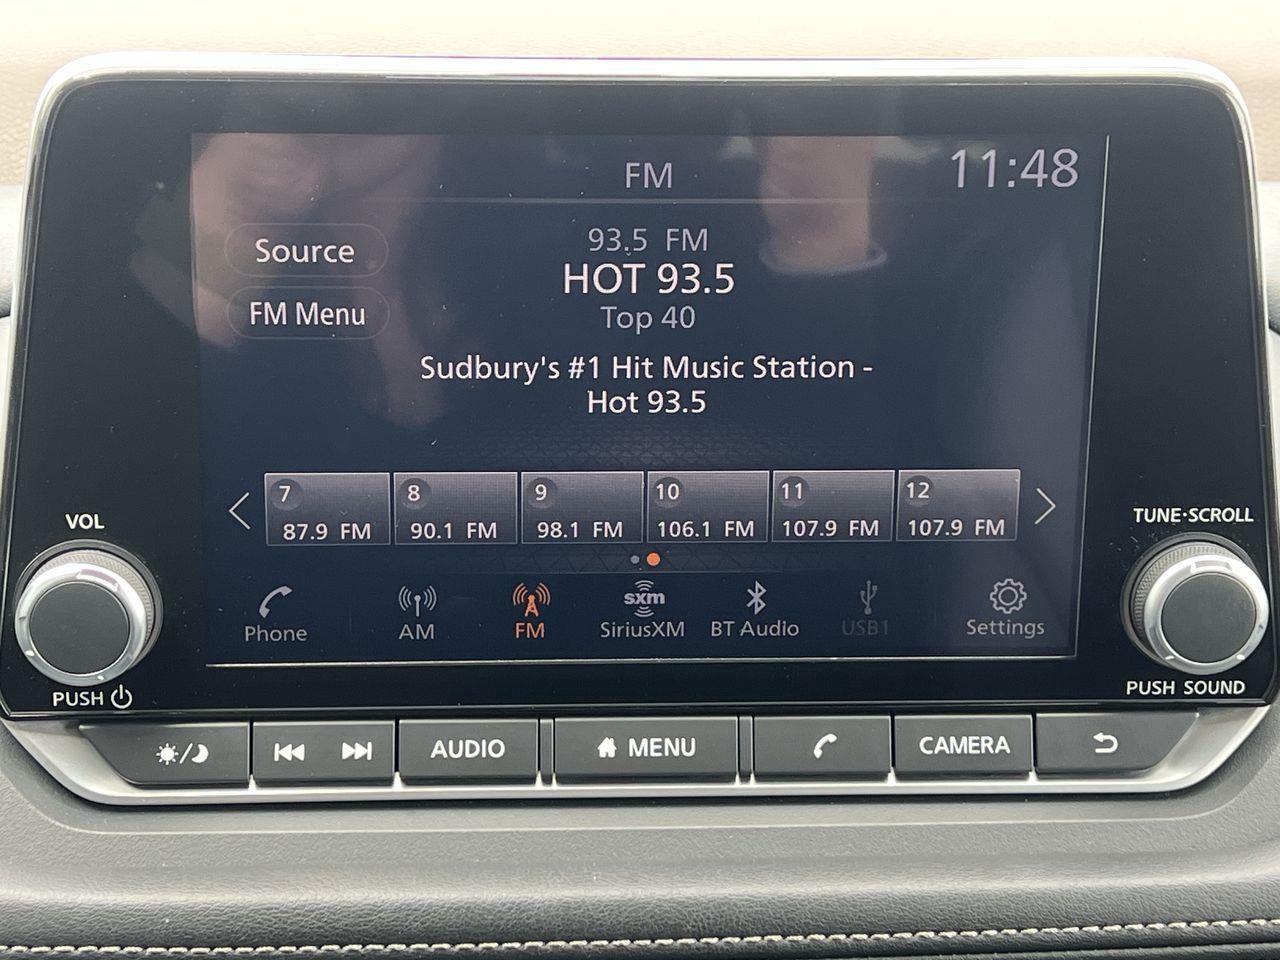 FM
11:48
Source
FM Menu
93.5 FM
HOT 93.5
Top 40
Sudbury's #1 Hit Music Station -
Hot 93.5
7
87.9 FM
8
90.1 FM
9
98.1 FM
10
106.1 FM
11
107.9 FM
12
107.9 FM
Phone
AM
FM
sxm
SiriusXM
BT Audio
USB1
Settings
VOL
PUSH
TUNE·SCROLL
PUSH SOUND
AUDIO
MENU
CAMERA